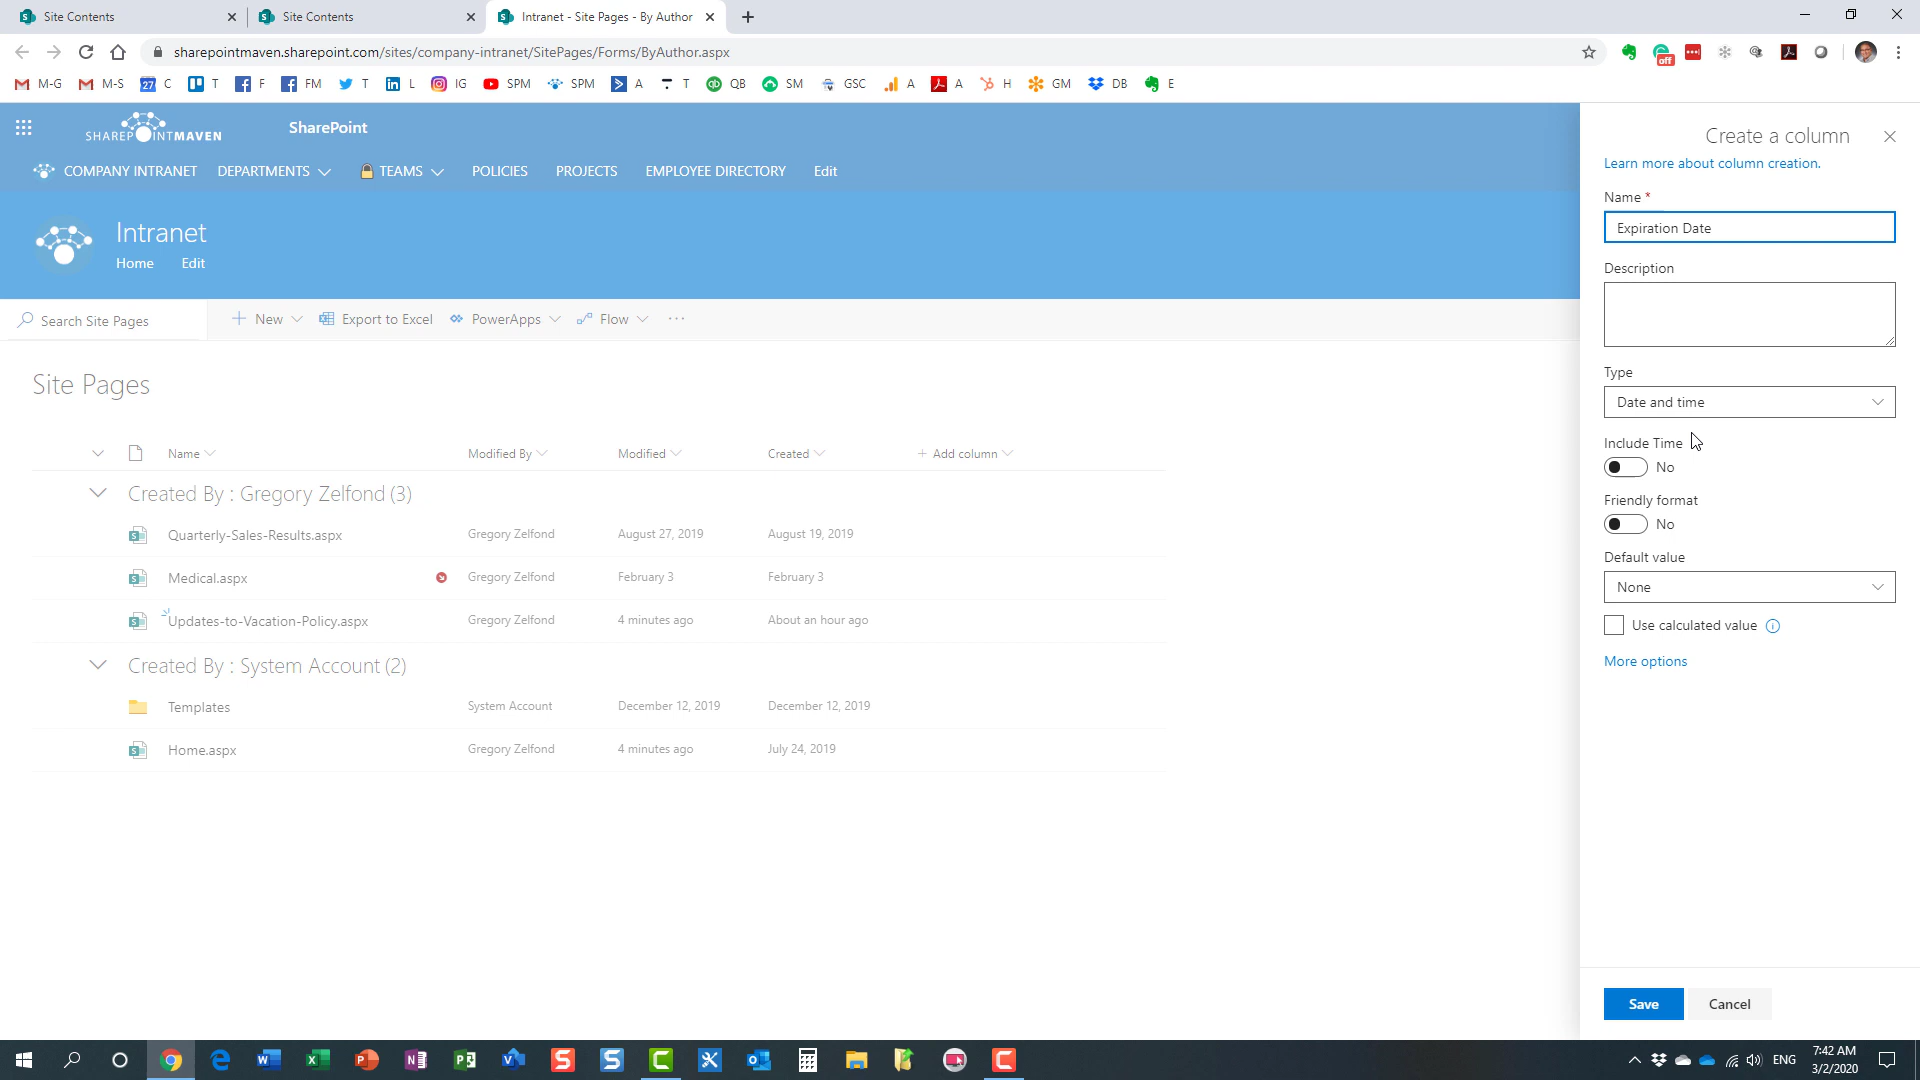 Site Contents
Site Contents
Intranet - Site Pages - By Author
sharepointmaven.sharepoint.com/sites/company-intranet/SitePages/Forms/ByAuthor.aspx
off
M-G M-S 27 C T F FM T L IG SPM SPM A T QB SM GSC A A H GM DB E
SHAREPOINTMAVEN
SharePoint
COMPANY INTRANET DEPARTMENTS TEAMS POLICIES PROJECTS EMPLOYEE DIRECTORY Edit
Intranet
Home Edit
Search Site Pages
New Export to Excel PowerApps Flow ...
Site Pages
Name Modified By Modified Created + Add column
Created By : Gregory Zelfond (3)
Quarterly-Sales-Results.aspx Gregory Zelfond August 27, 2019 August 19, 2019
Medical.aspx Gregory Zelfond February 3 February 3
Updates-to-Vacation-Policy.aspx Gregory Zelfond 4 minutes ago About an hour ago
Created By : System Account (2)
Templates System Account December 12, 2019 December 12, 2019
Home.aspx Gregory Zelfond 4 minutes ago July 24, 2019
Create a column
Learn more about column creation.
Name *
Expiration Date
Description
Type
Date and time
Include Time
No
Friendly format
No
Default value
None
Use calculated value
More options
Save Cancel
ENG
7:42 AM
3/2/2020